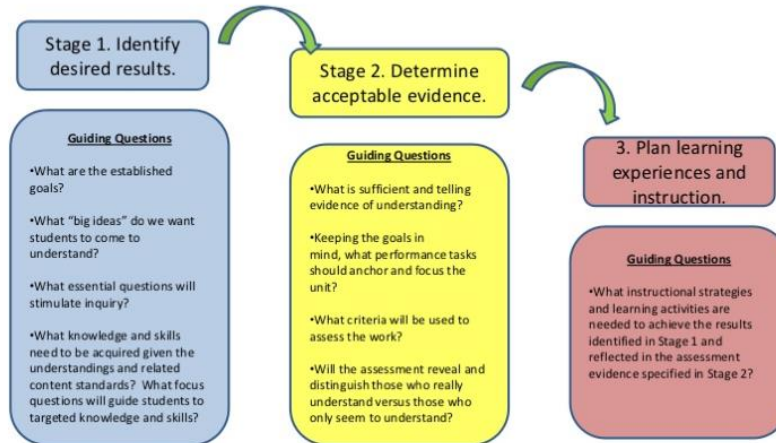 Stage 1. Identify
desired results.
Guiding Questions
•What are the established
goals?
•What “big ideas” do we want
students to come to
understand?
•What essential questions will
stimulate inquiry?
•What knowledge and skills
need to be acquired given the
understandings and related
content standards?  What focus
questions will guide students to
targeted knowledge and skills?
Stage 2. Determine
acceptable evidence.
Guiding Questions
•What is sufficient and telling
evidence of understanding?
•Keeping the goals in
mind, what performance tasks
should anchor and focus the
unit?
•What criteria will be used to
assess the work?
•Will the assessment reveal and
distinguish those who really
understand versus those who
only seem to understand?
3. Plan learning
experiences and
instruction.
Guiding Questions
•What instructional strategies
and learning activities are
needed to achieve the results
identified in Stage 1 and
reflected in the assessment
evidence specified in Stage 2?